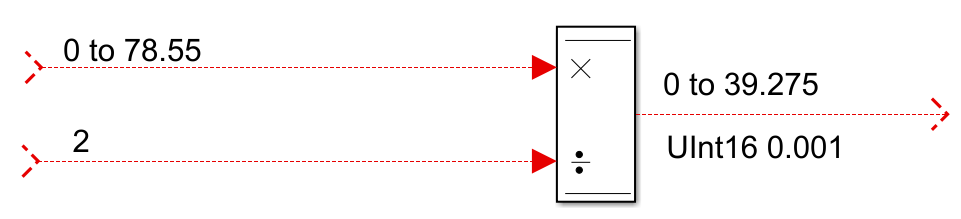 0 to 78.55
×
0 to 39.275
2
÷
UInt16 0.001